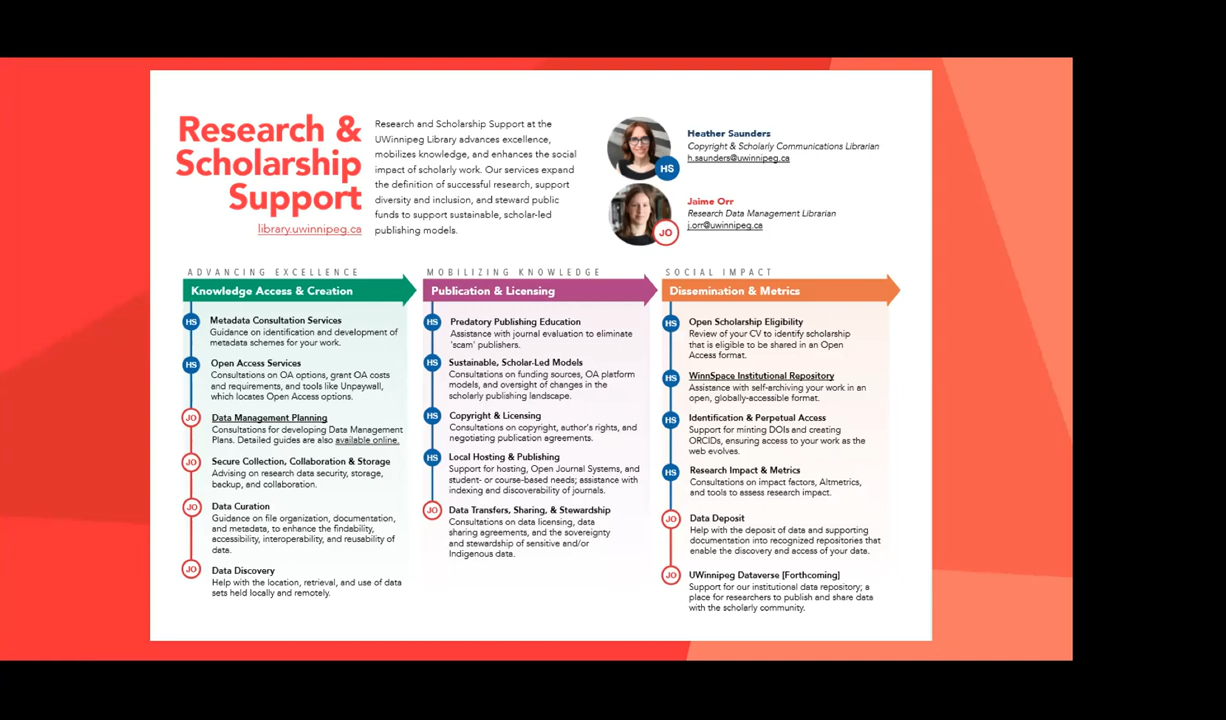 Research &
Scholarship
Support
library.uwinnipeg.ca
Research and Scholarship Support at the
UWinnipeg Library advances excellence,
mobilizes knowledge, and enhances the social
impact of scholarly work. Our services expand
the definition of successful research, support
diversity and inclusion, and steward public
funds to support sustainable, scholar-led
publishing models.
HS
Heather Saunders
Copyright & Scholarly Communications Librarian
h.saunders@uwinnipeg.ca
JO
Jaime Orr
Research Data Management Librarian
j.orr@uwinnipeg.ca
ADVANCING EXCELLENCE
Knowledge Access & Creation
HS
Metadata Consultation Services
Guidance on identification and development of
metadata schemes for your work.
HS
Open Access Services
Consultations on OA options, grant OA costs
and requirements, and tools like Unpaywall,
which locates Open Access options.
JO
Data Management Planning
Consultations for developing Data Management
Plans. Detailed guides are also available online.
JO
Secure Collection, Collaboration & Storage
Advising on research data security, storage,
backup, and collaboration.
JO
Data Curation
Guidance on file organization, documentation,
and metadata, to enhance the findability,
accessibility, interoperability, and reusability of
data.
JO
Data Discovery
Help with the location, retrieval, and use of data
sets held locally and remotely.
MOBILIZING KNOWLEDGE
Publication & Licensing
HS
Predatory Publishing Education
Assistance with journal evaluation to eliminate
'scam' publishers.
HS
Sustainable, Scholar-Led Models
Consultations on funding sources, OA platform
models, and oversight of changes in the
scholarly publishing landscape.
HS
Copyright & Licensing
Consultations on copyright, author's rights, and
negotiating publication agreements.
HS
Local Hosting & Publishing
Support for hosting, Open Journal Systems, and
student- or course-based needs; assistance with
indexing and discoverability of journals.
JO
Data Transfers, Sharing, & Stewardship
Consultations on data licensing, data
sharing agreements, and the sovereignty
and stewardship of sensitive and/or
Indigenous data.
SOCIAL IMPACT
Dissemination & Metrics
HS
Open Scholarship Eligibility
Review of your CV to identify scholarship
that is eligible to be shared in an Open
Access format.
HS
WinnSpace Institutional Repository
Assistance with self-archiving your work in an
open, globally-accessible format.
HS
Identification & Perpetual Access
Support for minting DOIs and creating
ORCIDs, ensuring access to your work as the
web evolves.
HS
Research Impact & Metrics
Consultations on impact factors, Altmetrics,
and tools to assess research impact.
JO
Data Deposit
Help with the deposit of data and supporting
documentation into recognized repositories that
enable the discovery and access of your data.
JO
UWinnipeg Dataverse [Forthcoming]
Support for our institutional data repository; a
place for researchers to publish and share data
with the scholarly community.